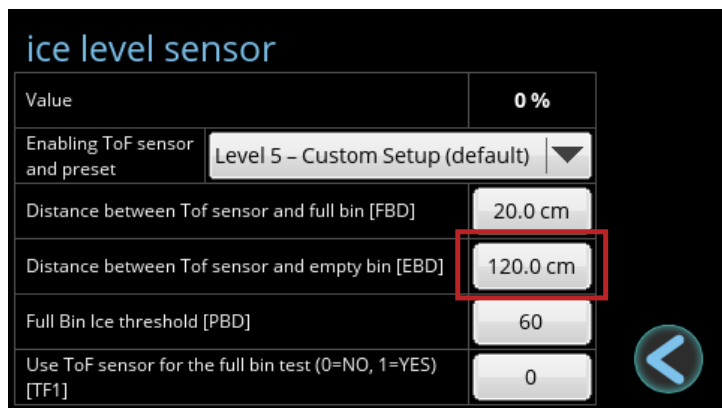 ice level sensor
Value 0 %
Enabling ToF sensor
and preset
Level 5 – Custom Setup (default)
Distance between Tof sensor and full bin [FBD] 20.0 cm
Distance between Tof sensor and empty bin [EBD] 120.0 cm
Full Bin Ice threshold [PBD] 60
Use ToF sensor for the full bin test (0=NO, 1=YES)
[TF1]
0